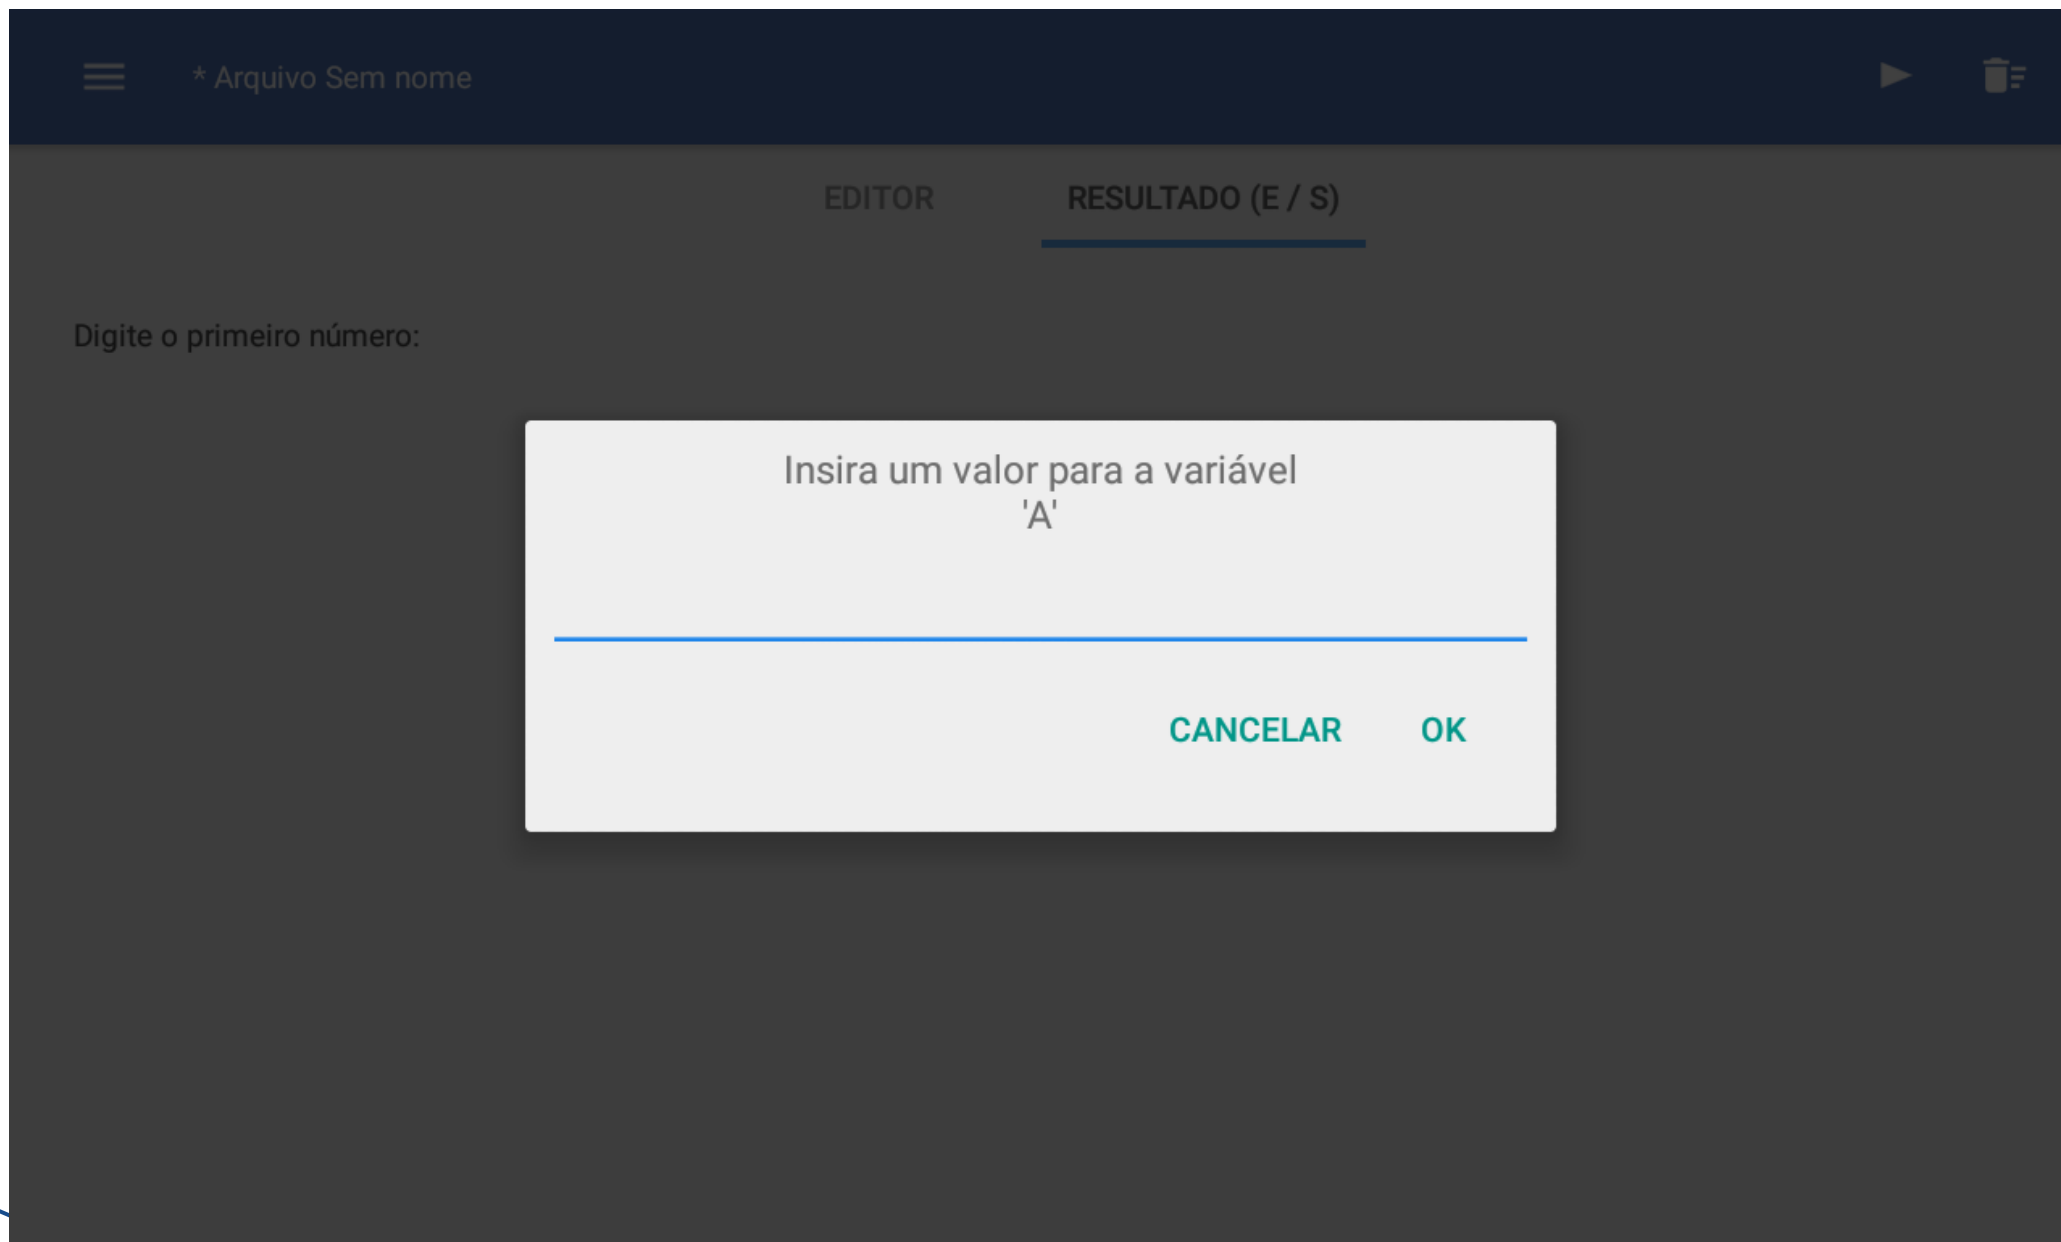 * Arquivo Sem nome
EDITOR
RESULTADO (E / S)
Digite o primeiro número:
Insira um valor para a variável
'A'
CANCELAR
OK